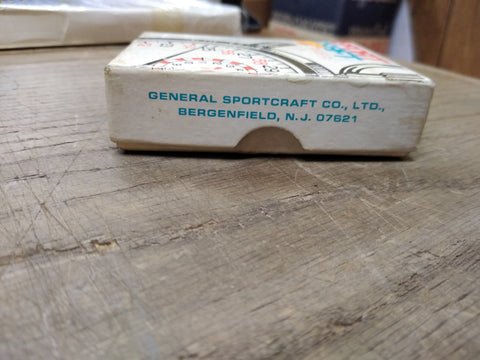 GENERAL SPORTCRAFT CO., LTD.,
BERGENFIELD, N.J. 07621